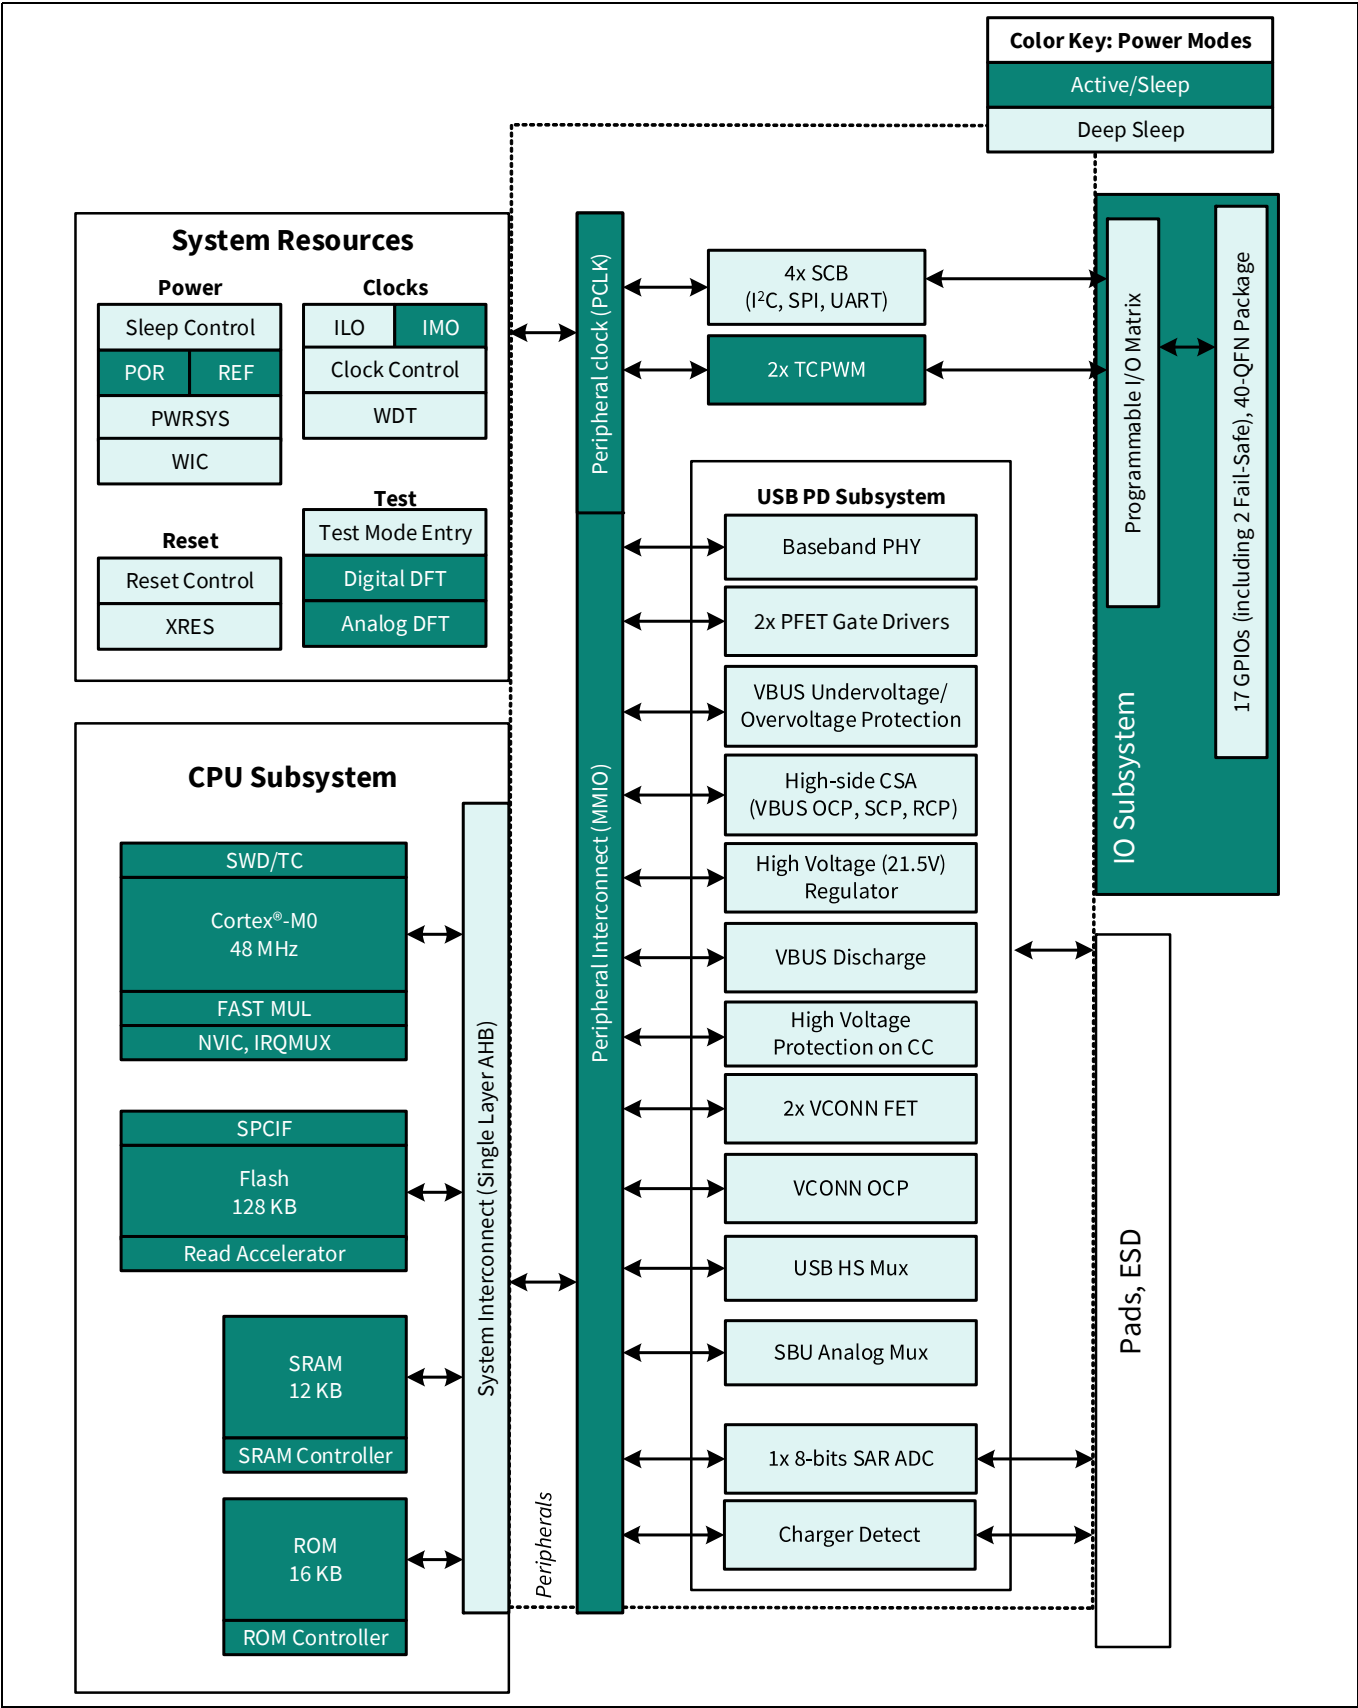 Color Key: Power Modes
Active/Sleep
Deep Sleep
System Resources
Power
Sleep Control
POR
REF
PWRSYS
WIC
Clocks
ILO
IMO
Clock Control
WDT
Reset
Reset Control
XRES
Test
Test Mode Entry
Digital DFT
Analog DFT
CPU Subsystem
SWD/TC
Cortex®-M0
48 MHz
FAST MUL
NVIC, IRQMUX
SPCIF
Flash
128 KB
Read Accelerator
SRAM
12 KB
SRAM Controller
ROM
16 KB
ROM Controller
System Interconnect (Single Layer AHB)
Peripherals
Peripheral clock (PCLK)
Peripheral Interconnect (MMIO)
4x SCB
(I²C, SPI, UART)
2x TCPWM
USB PD Subsystem
Baseband PHY
2x PFET Gate Drivers
VBUS Undervoltage/
Overvoltage Protection
High-side CSA
(VBUS OCP, SCP, RCP)
High Voltage (21.5V)
Regulator
VBUS Discharge
High Voltage
Protection on CC
2x VCONN FET
VCONN OCP
USB HS Mux
SBU Analog Mux
1x 8-bits SAR ADC
Charger Detect
Programmable I/O Matrix
17 GPIOs (including 2 Fail-Safe), 40-QFN Package
IO Subsystem
Pads, ESD